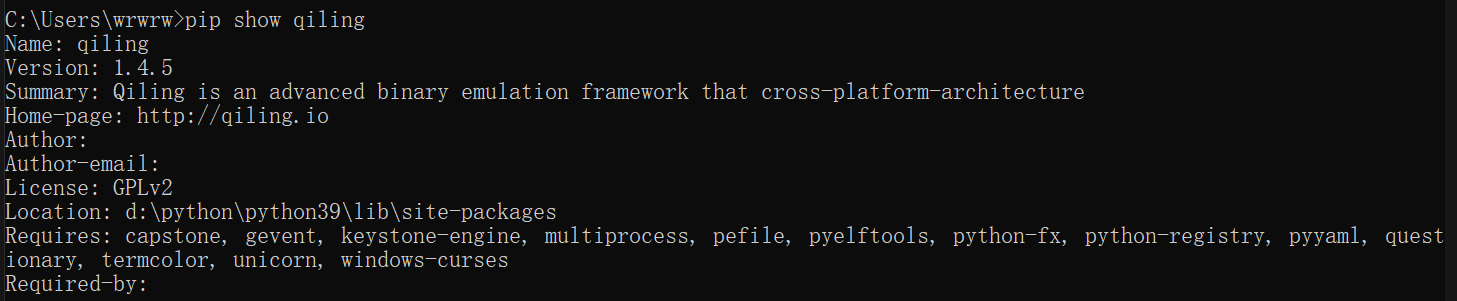 C:\Users\wrwrw>pip show qiling
Name: qiling
Version: 1.4.5
Summary: Qiling is an advanced binary emulation framework that cross-platform-architecture
Home-page: http://qiling.io
Author:
Author-email:
License: GPLv2
Location: d:\python\python39\lib\site-packages
Requires: capstone, gevent, keystone-engine, multiprocess, pefile, pyelftools, python-fx, python-registry, pyyaml, quest
ionary, termcolor, unicorn, windows-curses
Required-by: